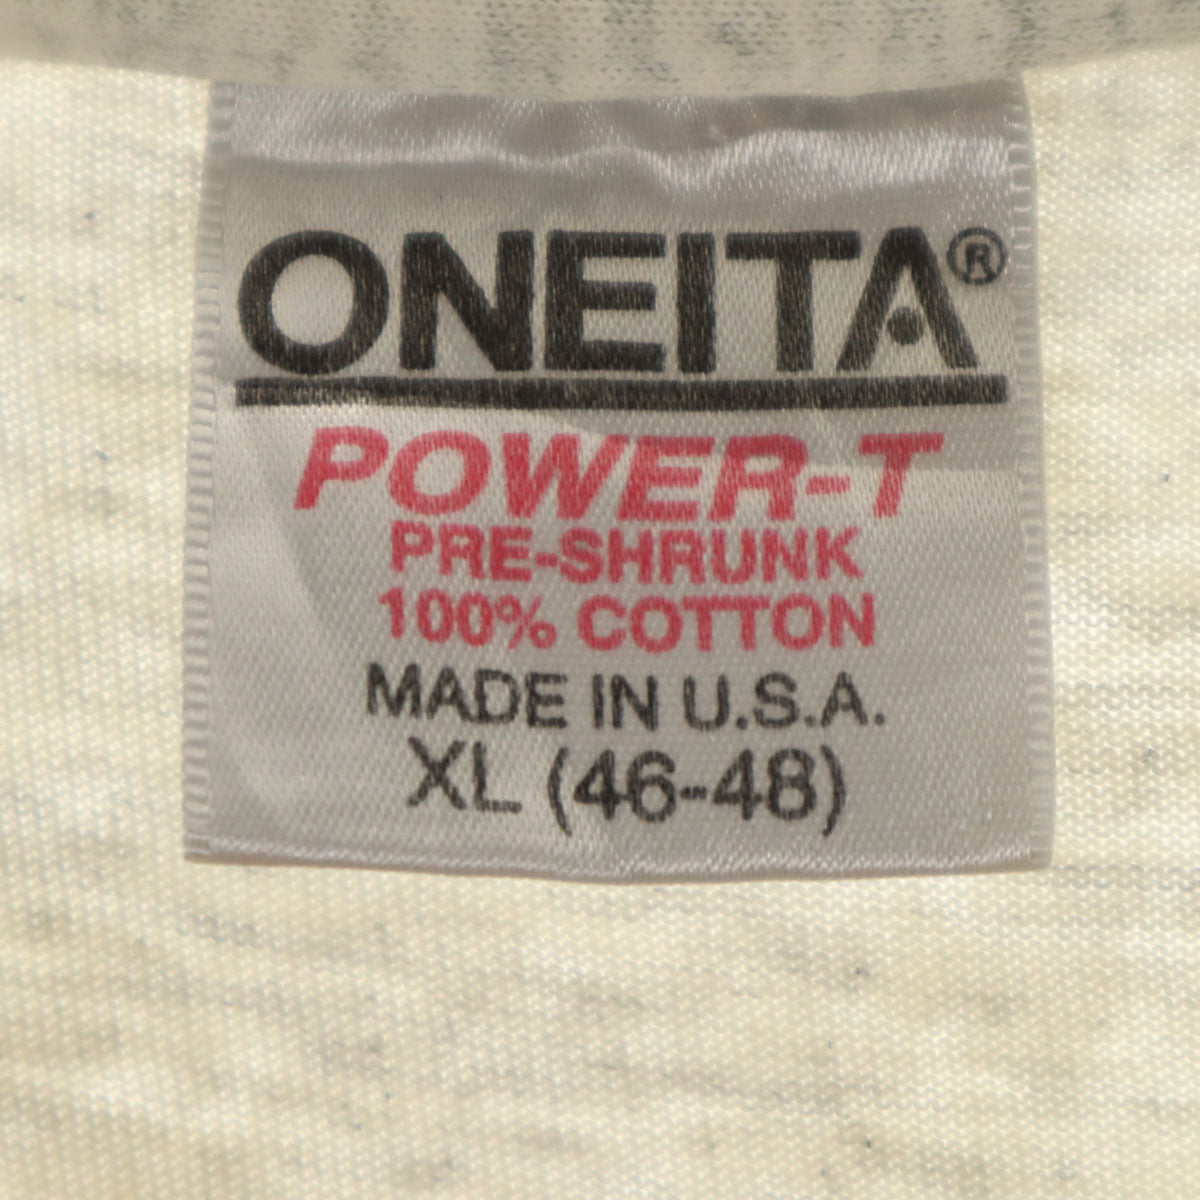 ONEITA®
POWER-T
PRE-SHRUNK
100% COTTON
MADE IN U.S.A.
XL (46-48)